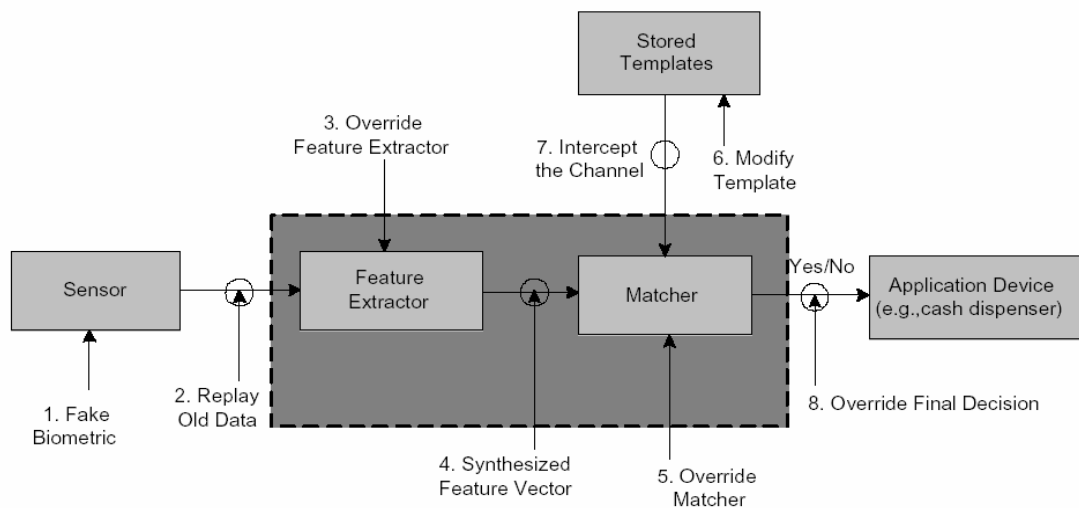 Stored
Templates
3. Override
Feature Extractor
7. Intercept
the Channel
6. Modify
Template
Sensor
Feature
Extractor
Matcher
Yes/No
Application Device
(e.g.,cash dispenser)
1. Fake
Biometric
2. Replay
Old Data
4. Synthesized
Feature Vector
5. Override
Matcher
8. Override Final Decision